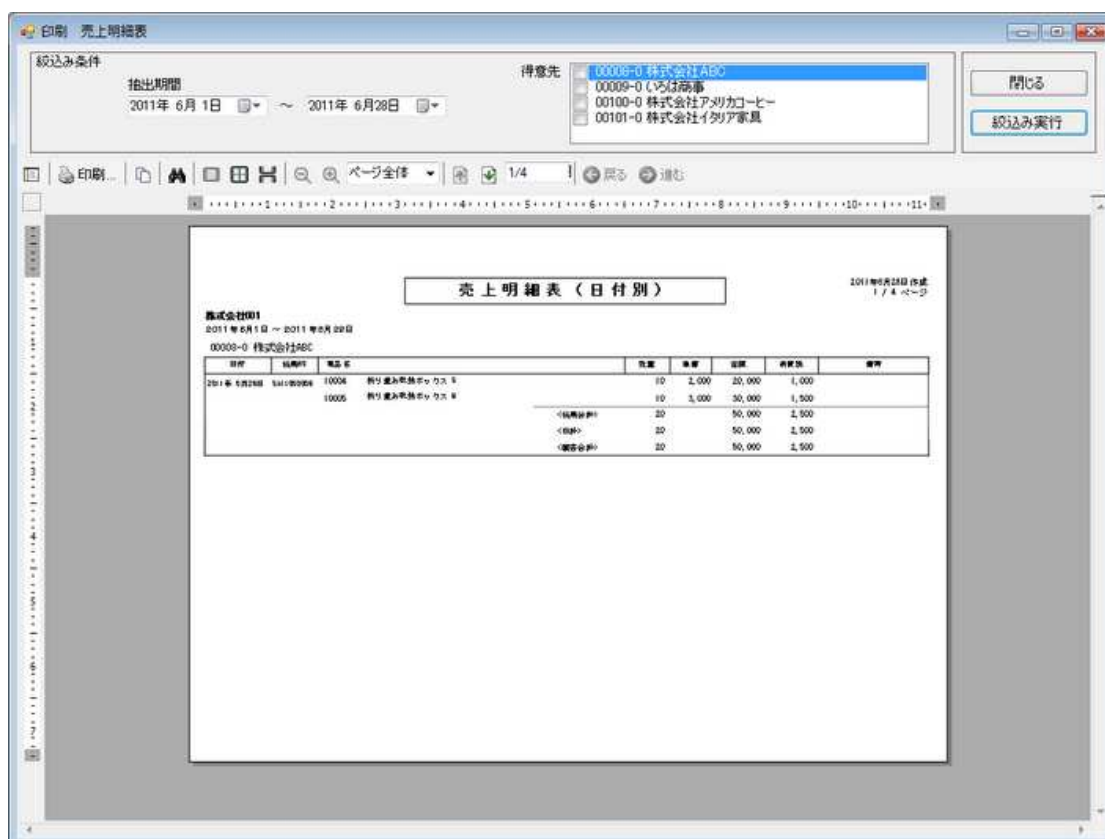 印刷 売上明細表
絞込み条件
抽出期間
2011年 6月 1日 ～ 2011年 6月28日
得意先
00008-0 株式会社ABC
00009-0 いろは商事
00100-0 株式会社アメリカコーヒー
00101-0 株式会社イタリア家具
閉じる
絞込み実行
印刷... ページ全体 1/4 戻る 進む
売上明細表（日付別）
2011年6月28日 作成
1 / 4 ページ
株式会社001
2011年6月1日 ～ 2011年6月28日
00008-0 株式会社ABC
日付 伝票No 商品名 数量 単価 金額 消費税 備考
10004 折り畳み収納ボックス S 10 2,000 20,000 1,000
10005 折り畳み収納ボックス M 10 3,000 30,000 1,500
<伝票合計> 20 50,000 2,500
<日計> 20 50,000 2,500
<顧客合計> 20 50,000 2,500